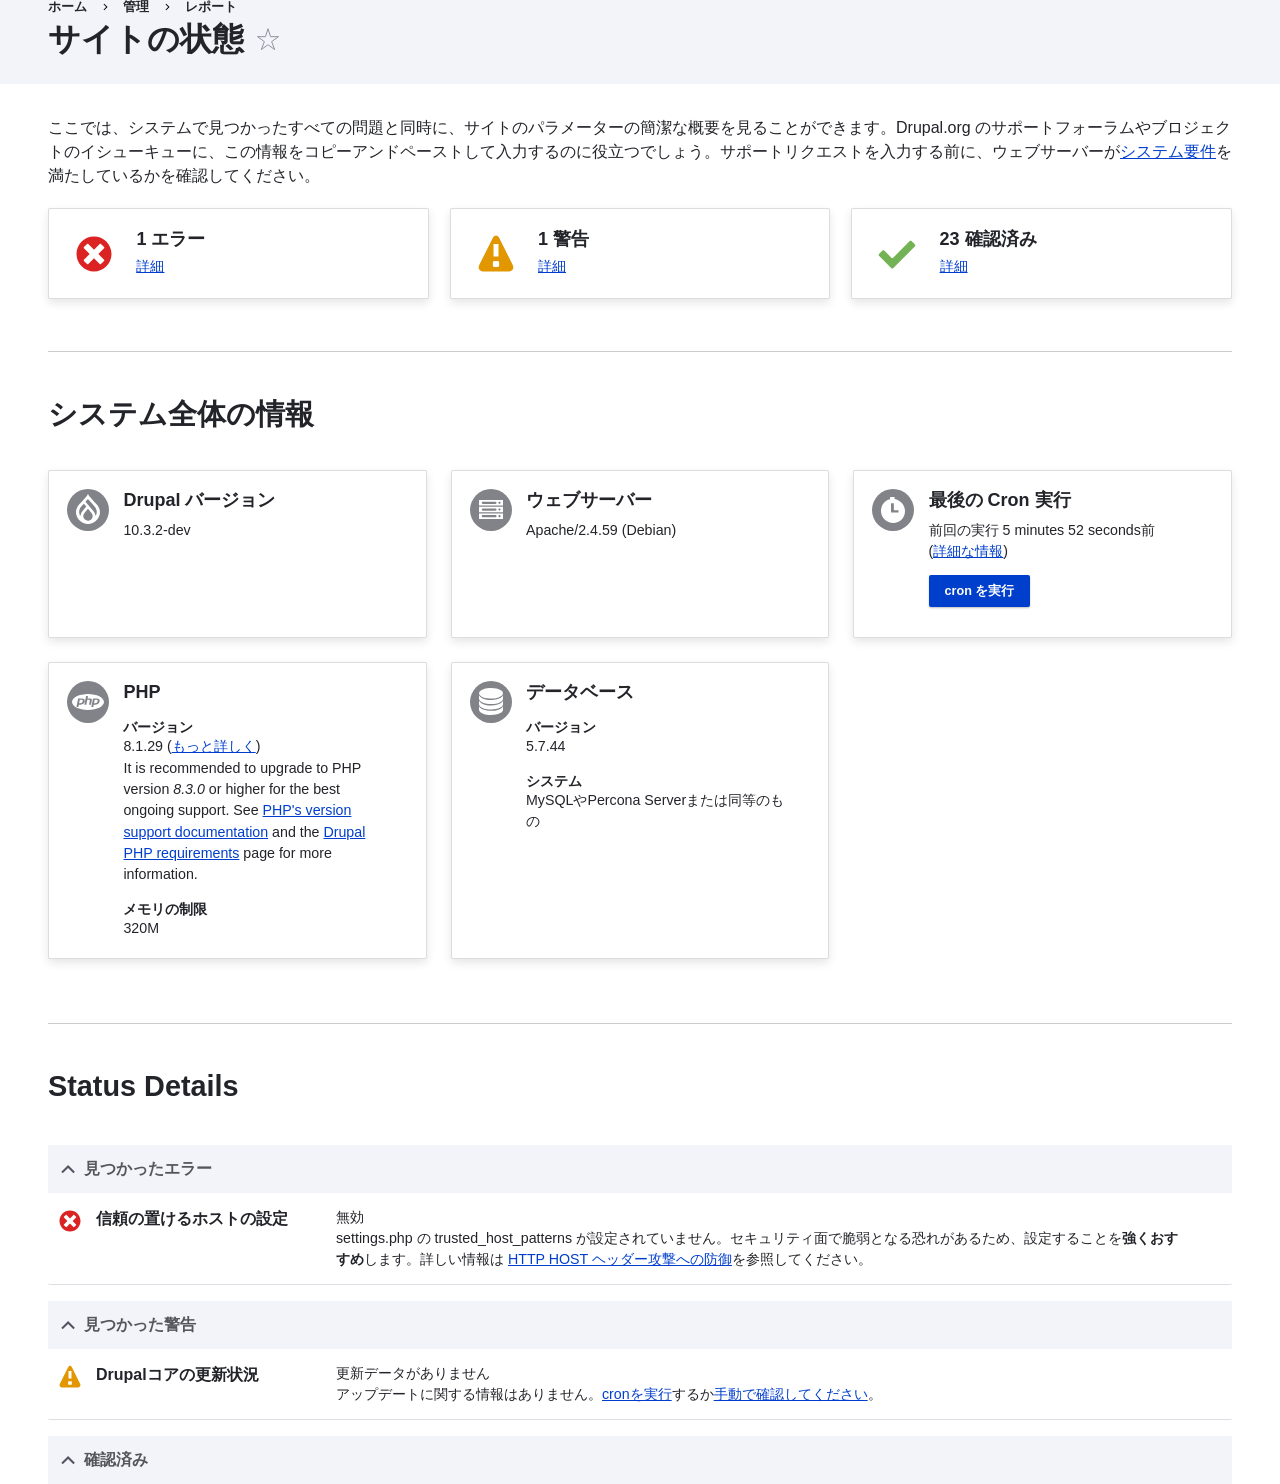 ホーム › 管理 › レポート
サイトの状態 ☆
ここでは、システムで見つかったすべての問題と同時に、サイトのパラメーターの簡潔な概要を見ることができます。Drupal.org のサポートフォーラムやブロジェク
トのイシューキューに、この情報をコピーアンドペーストして入力するのに役立つでしょう。サポートリクエストを入力する前に、ウェブサーバーがシステム要件を
満たしているかを確認してください。
1 エラー
詳細
1 警告
詳細
23 確認済み
詳細
システム全体の情報
Drupal バージョン
10.3.2-dev
ウェブサーバー
Apache/2.4.59 (Debian)
最後の Cron 実行
前回の実行 5 minutes 52 seconds前
(詳細な情報)
cron を実行
PHP
バージョン
8.1.29 (もっと詳しく)
It is recommended to upgrade to PHP
version 8.3.0 or higher for the best
ongoing support. See PHP's version
support documentation and the Drupal
PHP requirements page for more
information.
メモリの制限
320M
データベース
バージョン
5.7.44
システム
MySQLやPercona Serverまたは同等のも
の
Status Details
見つかったエラー
信頼の置けるホストの設定
無効
settings.php の trusted_host_patterns が設定されていません。セキュリティ面で脆弱となる恐れがあるため、設定することを強くおす
すめします。詳しい情報は HTTP HOST ヘッダー攻撃への防御を参照してください。
見つかった警告
Drupalコアの更新状況
更新データがありません
アップデートに関する情報はありません。cronを実行するか手動で確認してください。
確認済み